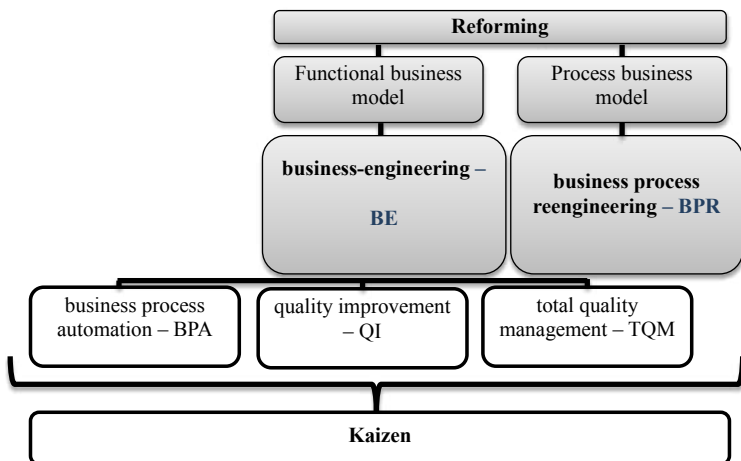 Reforming
Functional business
model
Process business
model
business-engineering –
BE
business process
reengineering – BPR
business process
automation – BPA
quality improvement
– QI
total quality
management – TQM
Kaizen